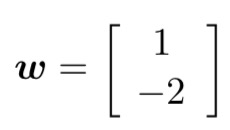 w = [ 1
-2 ]